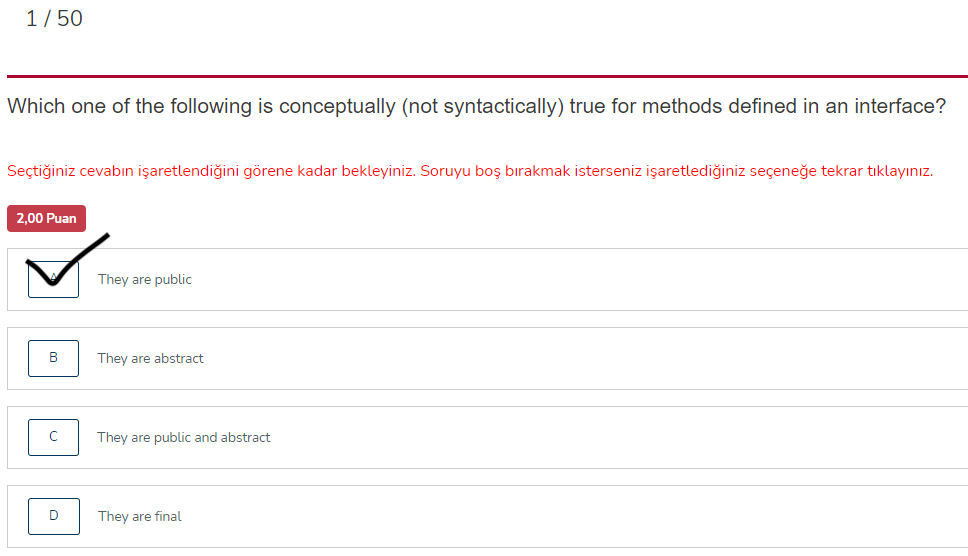 1 / 50
Which one of the following is conceptually (not syntactically) true for methods defined in an interface?
Seçtiğiniz cevabın işaretlendiğini görene kadar bekleyiniz. Soruyu boş bırakmak isterseniz işaretlediğiniz seçeneğe tekrar tıklayınız.
2,00 Puan
A They are public
B They are abstract
C They are public and abstract
D They are final